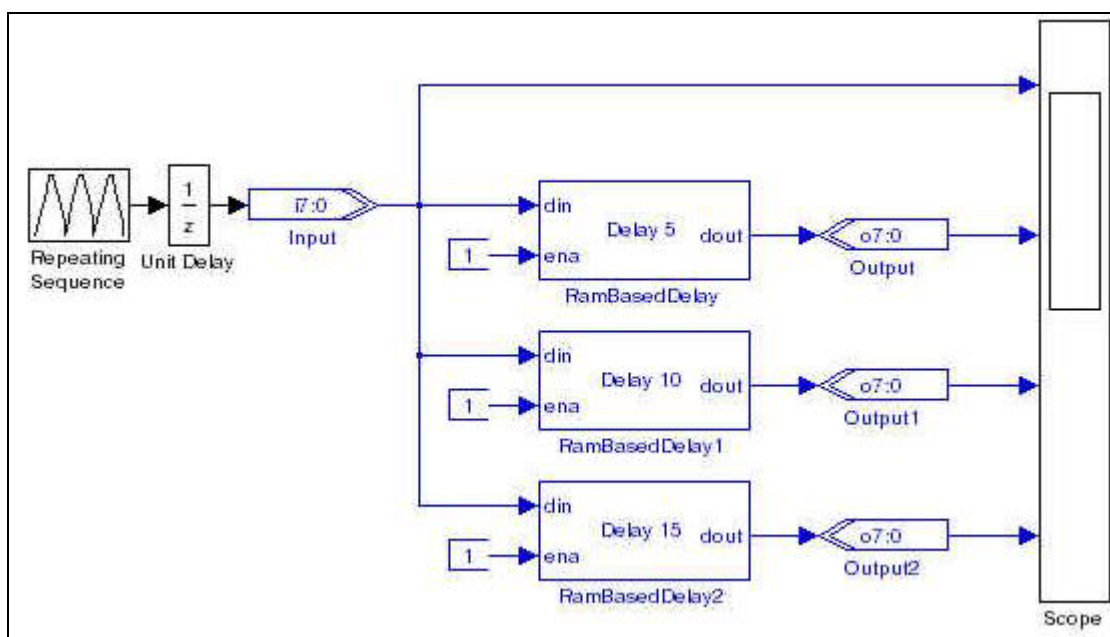 i7:0
Input
1
z
Repeating
Sequence
Unit Delay
din
Delay 5
dout
1
ena
RamBasedDelay
o7:0
Output
din
Delay 10
dout
1
ena
RamBasedDelay1
o7:0
Output1
din
Delay 15
dout
1
ena
RamBasedDelay2
o7:0
Output2
Scope